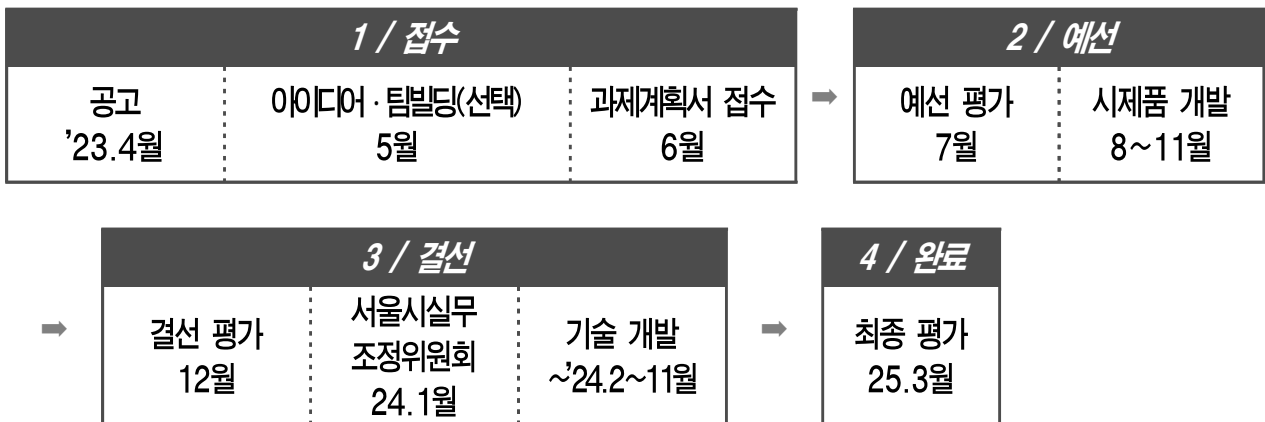 1 / 접수
공고
'23.4월
아이디어·팀빌딩(선택)
5월
과제계획서 접수
6월
➡
2 / 예선
예선 평가
7월
시제품 개발
8~11월
➡
3 / 결선
결선 평가
12월
서울시실무
조정위원회
24.1월
기술 개발
~'24.2~11월
➡
4 / 완료
최종 평가
25.3월